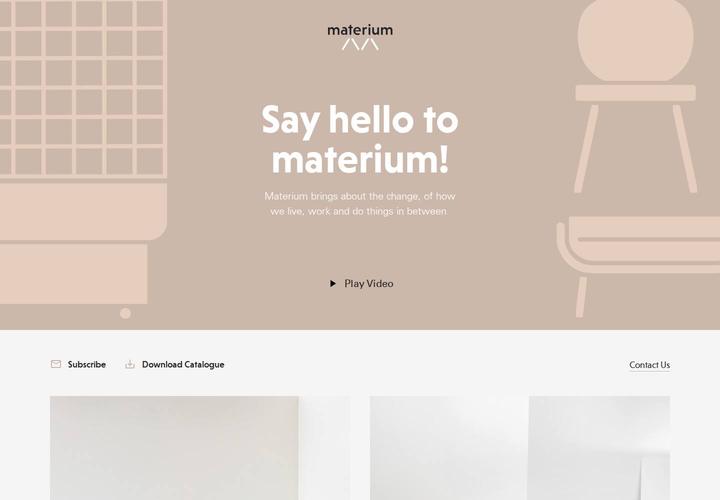 materium
Say hello to
materium!
Materium brings about the change, of how
we live, work and do things in between
Play Video
Subscribe
Download Catalogue
Contact Us